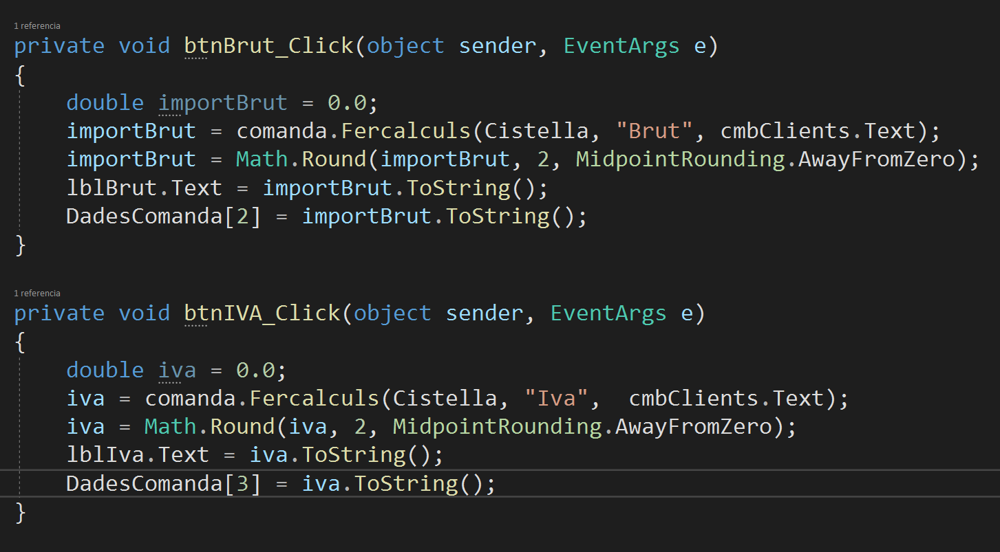 1 referencia
private void btnBrut_Click(object sender, EventArgs e)
{
    double importBrut = 0.0;
    importBrut = comanda.Fercalculs(Cistella, "Brut", cmbClients.Text);
    importBrut = Math.Round(importBrut, 2, MidpointRounding.AwayFromZero);
    lblBrut.Text = importBrut.ToString();
    DadesComanda[2] = importBrut.ToString();
}
1 referencia
private void btnIVA_Click(object sender, EventArgs e)
{
    double iva = 0.0;
    iva = comanda.Fercalculs(Cistella, "Iva",  cmbClients.Text);
    iva = Math.Round(iva, 2, MidpointRounding.AwayFromZero);
    lblIva.Text = iva.ToString();
    DadesComanda[3] = iva.ToString();
}